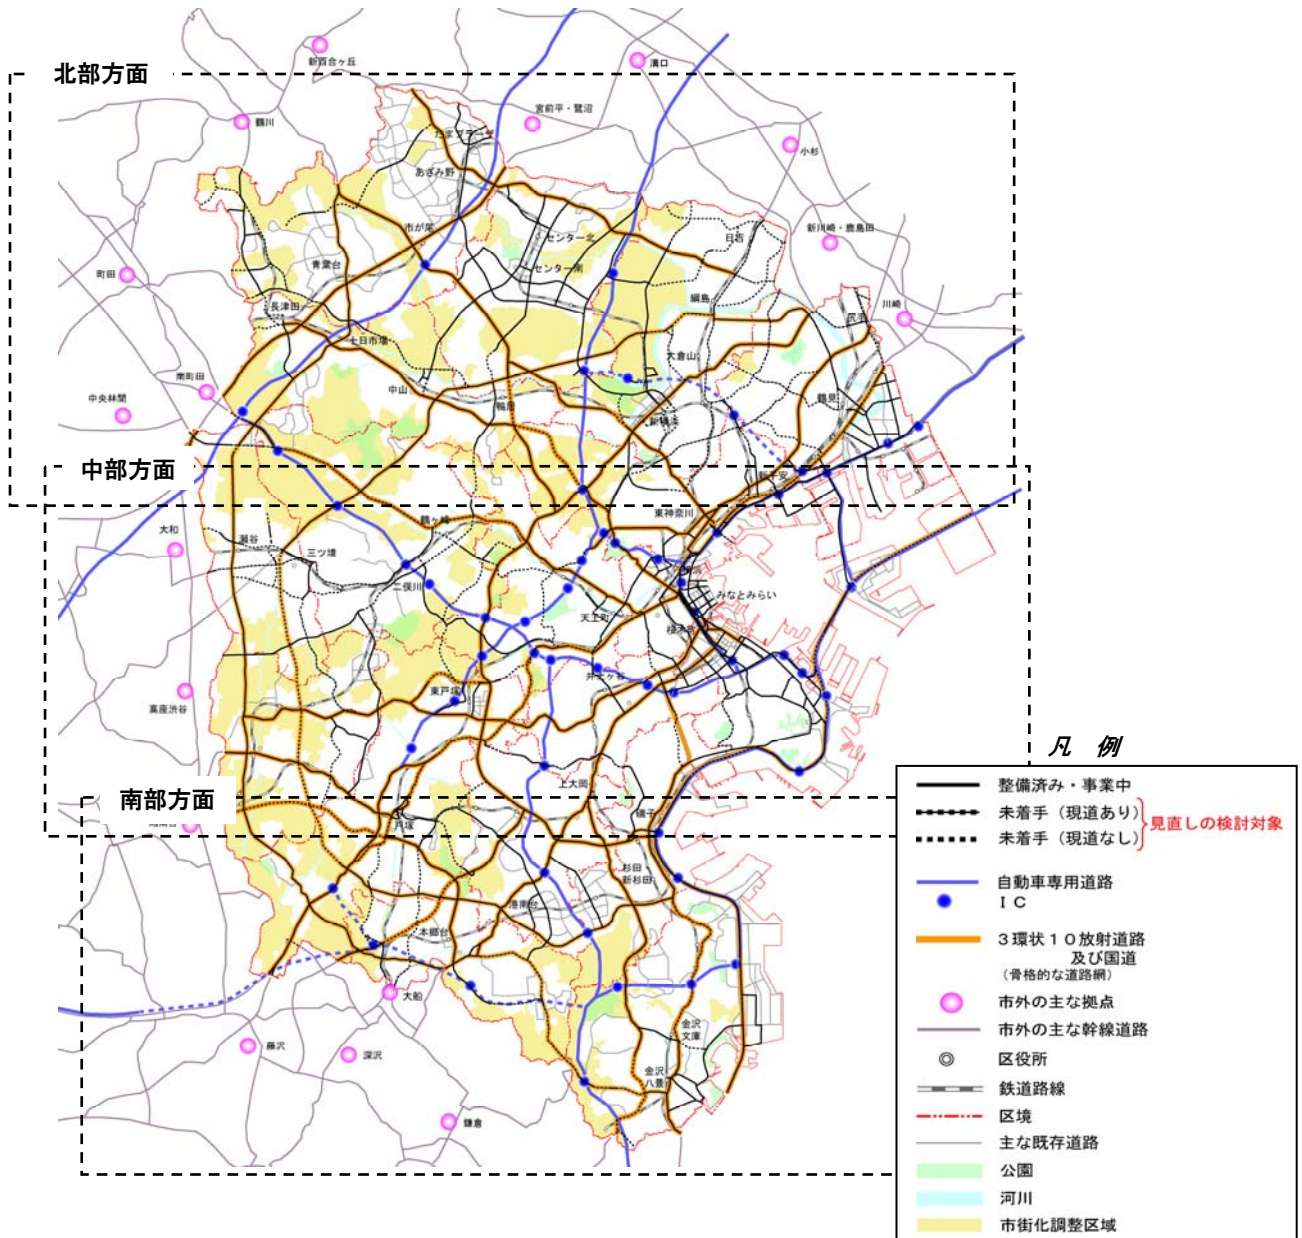 新百合ヶ丘
溝口
北部方面
宮前平・鷺沼
鶴川
たまプラーザ
小杉
あざみ野
市が尾
新川崎・鹿島田
センター北
日吉
青葉台
センター南
町田
長津田
綱島
川崎
尻手
十日市場
大倉山
南町田
中山
中央林間
鴨居
鶴見
新横浜
中部方面
新子安
東神奈川
鶴ヶ峰
大和
瀬谷
三ツ境
二俣川
みなとみらい
天王町
井土ヶ谷
東戸塚
高座渋谷
凡 例
上大岡
南部方面
磯子
戸塚
整備済み・事業中
未着手（現道あり）
見直しの検討対象
未着手（現道なし）
杉田
新杉田
自動車専用道路
ＩＣ
港南台
本郷台
３環状１０放射道路
及び国道
（骨格的な道路網）
大船
市外の主な拠点
金沢
文庫
市外の主な幹線道路
藤沢
深沢
区役所
金沢
八景
鉄道路線
鎌倉
区境
主な既存道路
公園
河川
市街化調整区域